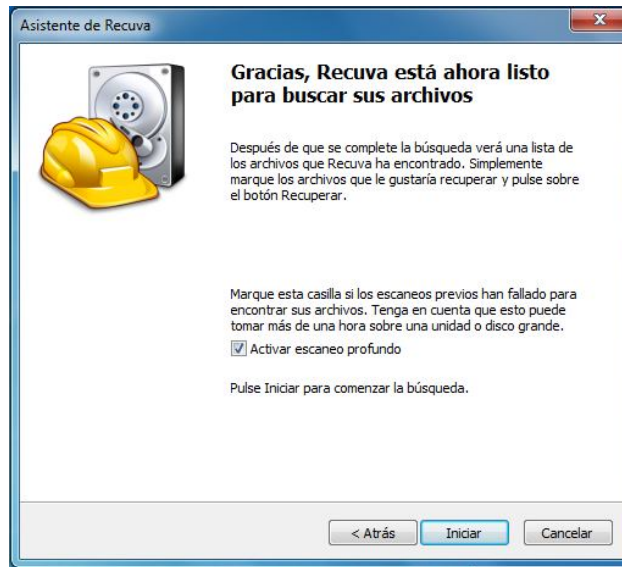 Asistente de Recuva
Gracias, Recuva está ahora listo
para buscar sus archivos
Después de que se complete la búsqueda verá una lista de
los archivos que Recuva ha encontrado. Simplemente
marque los archivos que le gustaría recuperar y pulse sobre
el botón Recuperar.
Marque esta casilla si los escaneos previos han fallado para
encontrar sus archivos. Tenga en cuenta que esto puede
tomar más de una hora sobre una unidad o disco grande.
Activar escaneo profundo
Pulse Iniciar para comenzar la búsqueda.
< Atrás Iniciar Cancelar